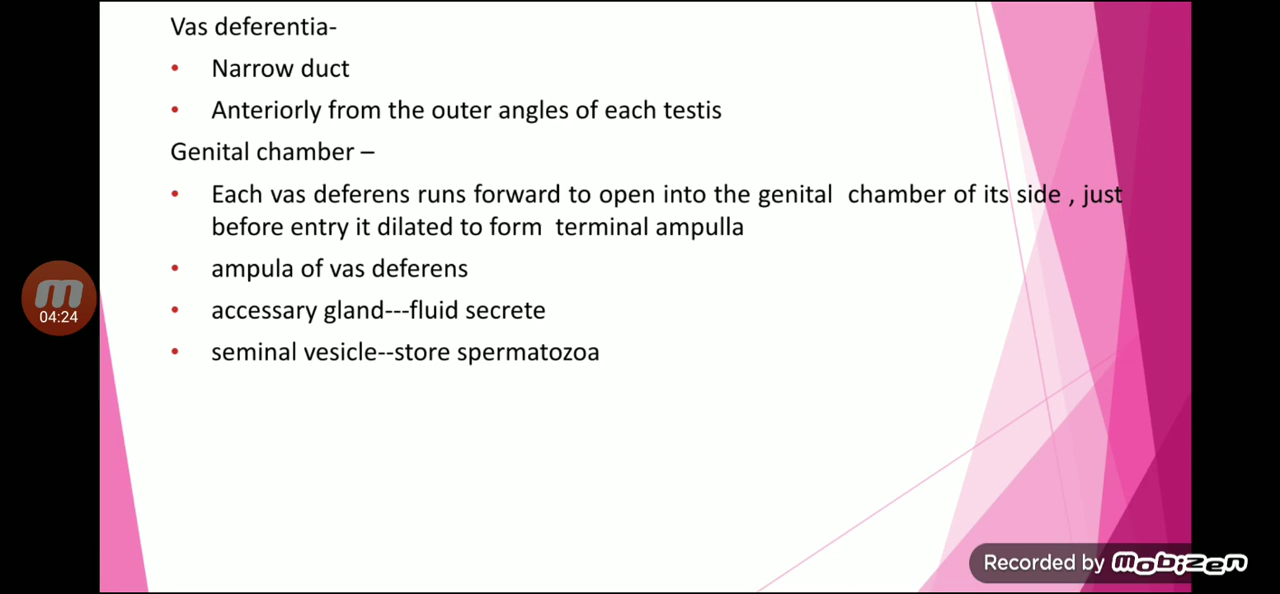 Vas deferentia-
• Narrow duct
• Anteriorly from the outer angles of each testis
Genital chamber –
• Each vas deferens runs forward to open into the genital chamber of its side , just
before entry it dilated to form terminal ampulla
• ampula of vas deferens
• accessary gland---fluid secrete
• seminal vesicle--store spermatozoa
m
04:24
Recorded by mobizen